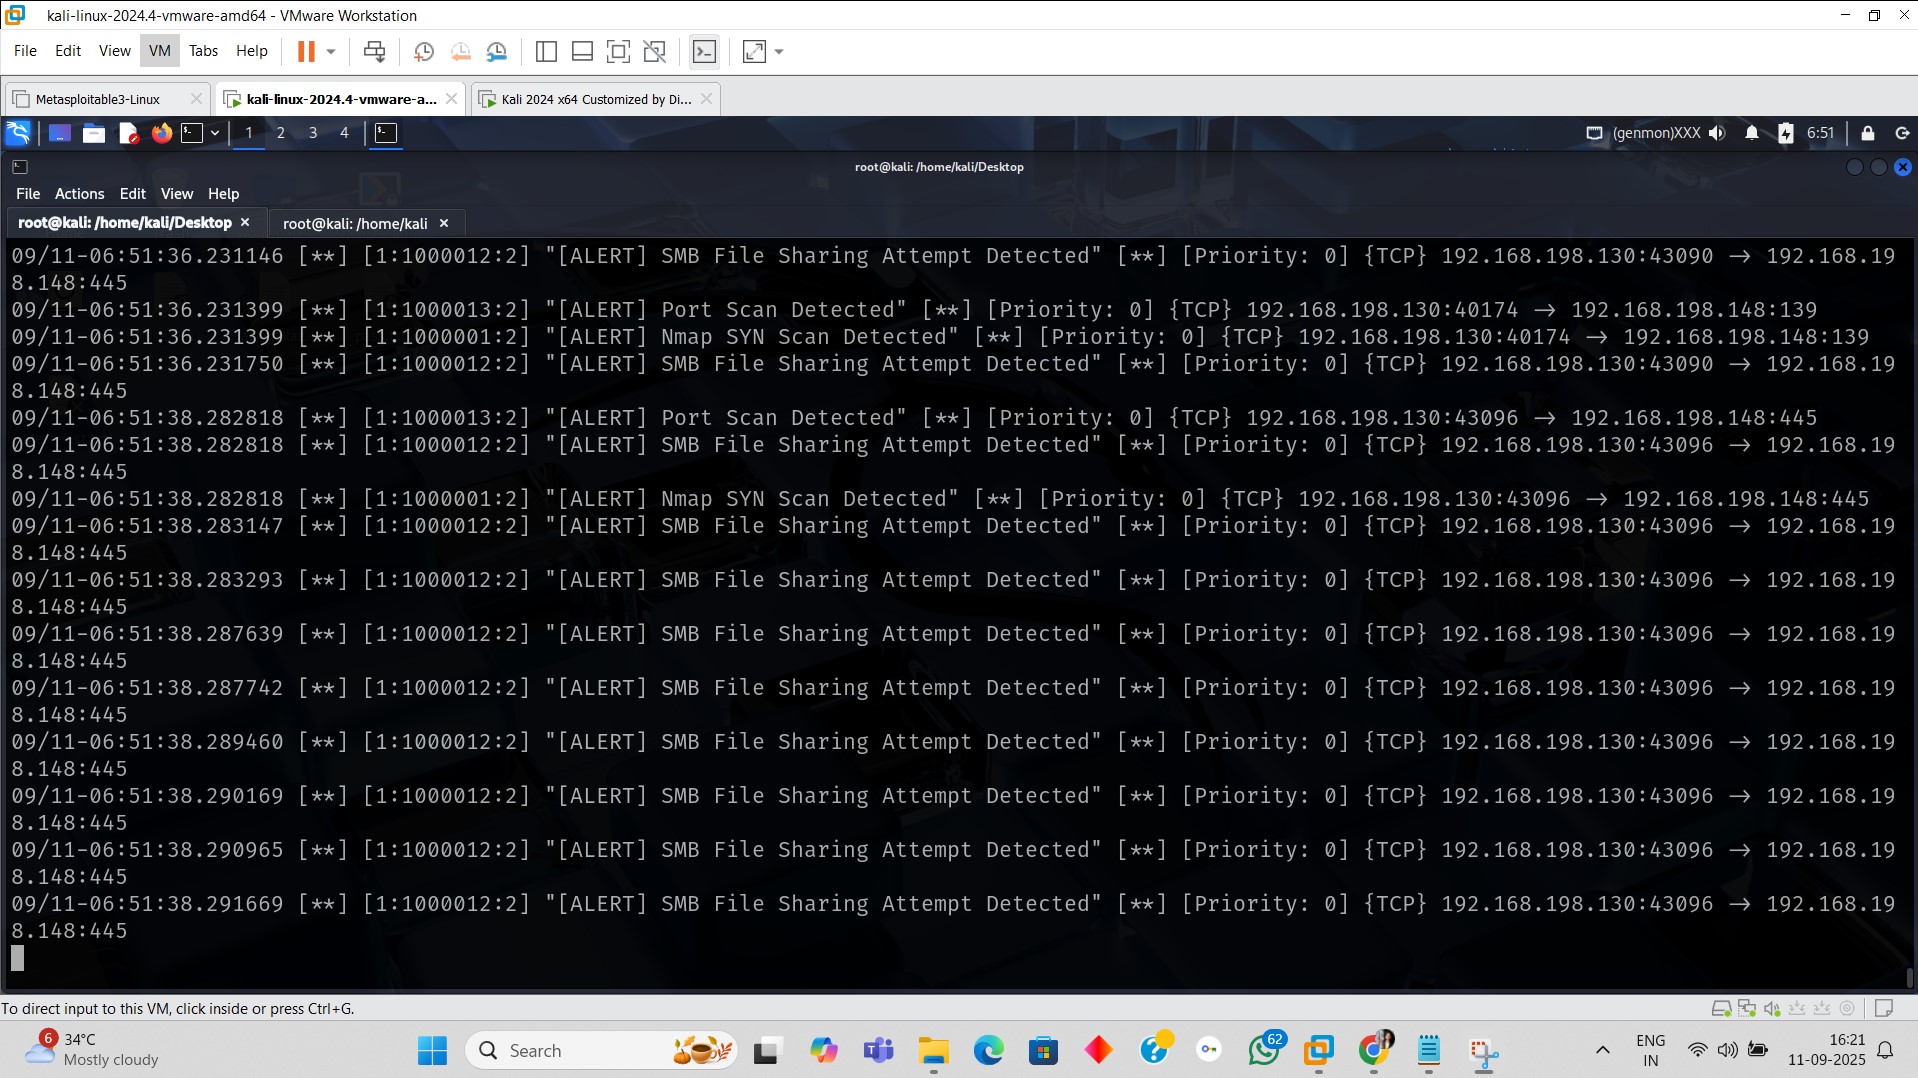 kali-linux-2024.4-vmware-amd64 - VMware Workstation
File Edit View VM Tabs Help
Metasploitable3-Linux
kali-linux-2024.4-vmware-a...
Kali 2024 x64 Customized by Di...
1 2 3 4
(genmon)XXX 6:51
root@kali: /home/kali/Desktop
File Actions Edit View Help
root@kali: /home/kali/Desktop
root@kali: /home/kali
09/11-06:51:36.231146 [**] [1:1000012:2] "[ALERT] SMB File Sharing Attempt Detected" [**] [Priority: 0] {TCP} 192.168.198.130:43090 → 192.168.19
8.148:445
09/11-06:51:36.231399 [**] [1:1000013:2] "[ALERT] Port Scan Detected" [**] [Priority: 0] {TCP} 192.168.198.130:40174 → 192.168.198.148:139
09/11-06:51:36.231399 [**] [1:1000001:2] "[ALERT] Nmap SYN Scan Detected" [**] [Priority: 0] {TCP} 192.168.198.130:40174 → 192.168.198.148:139
09/11-06:51:36.231750 [**] [1:1000012:2] "[ALERT] SMB File Sharing Attempt Detected" [**] [Priority: 0] {TCP} 192.168.198.130:43090 → 192.168.19
8.148:445
09/11-06:51:38.282818 [**] [1:1000013:2] "[ALERT] Port Scan Detected" [**] [Priority: 0] {TCP} 192.168.198.130:43096 → 192.168.198.148:445
09/11-06:51:38.282818 [**] [1:1000012:2] "[ALERT] SMB File Sharing Attempt Detected" [**] [Priority: 0] {TCP} 192.168.198.130:43096 → 192.168.19
8.148:445
09/11-06:51:38.282818 [**] [1:1000001:2] "[ALERT] Nmap SYN Scan Detected" [**] [Priority: 0] {TCP} 192.168.198.130:43096 → 192.168.198.148:445
09/11-06:51:38.283147 [**] [1:1000012:2] "[ALERT] SMB File Sharing Attempt Detected" [**] [Priority: 0] {TCP} 192.168.198.130:43096 → 192.168.19
8.148:445
09/11-06:51:38.283293 [**] [1:1000012:2] "[ALERT] SMB File Sharing Attempt Detected" [**] [Priority: 0] {TCP} 192.168.198.130:43096 → 192.168.19
8.148:445
09/11-06:51:38.287639 [**] [1:1000012:2] "[ALERT] SMB File Sharing Attempt Detected" [**] [Priority: 0] {TCP} 192.168.198.130:43096 → 192.168.19
8.148:445
09/11-06:51:38.287742 [**] [1:1000012:2] "[ALERT] SMB File Sharing Attempt Detected" [**] [Priority: 0] {TCP} 192.168.198.130:43096 → 192.168.19
8.148:445
09/11-06:51:38.289460 [**] [1:1000012:2] "[ALERT] SMB File Sharing Attempt Detected" [**] [Priority: 0] {TCP} 192.168.198.130:43096 → 192.168.19
8.148:445
09/11-06:51:38.290169 [**] [1:1000012:2] "[ALERT] SMB File Sharing Attempt Detected" [**] [Priority: 0] {TCP} 192.168.198.130:43096 → 192.168.19
8.148:445
09/11-06:51:38.290965 [**] [1:1000012:2] "[ALERT] SMB File Sharing Attempt Detected" [**] [Priority: 0] {TCP} 192.168.198.130:43096 → 192.168.19
8.148:445
09/11-06:51:38.291669 [**] [1:1000012:2] "[ALERT] SMB File Sharing Attempt Detected" [**] [Priority: 0] {TCP} 192.168.198.130:43096 → 192.168.19
8.148:445
To direct input to this VM, click inside or press Ctrl+G.
6
34°C
Mostly cloudy
Search
62
ENG
IN
16:21
11-09-2025